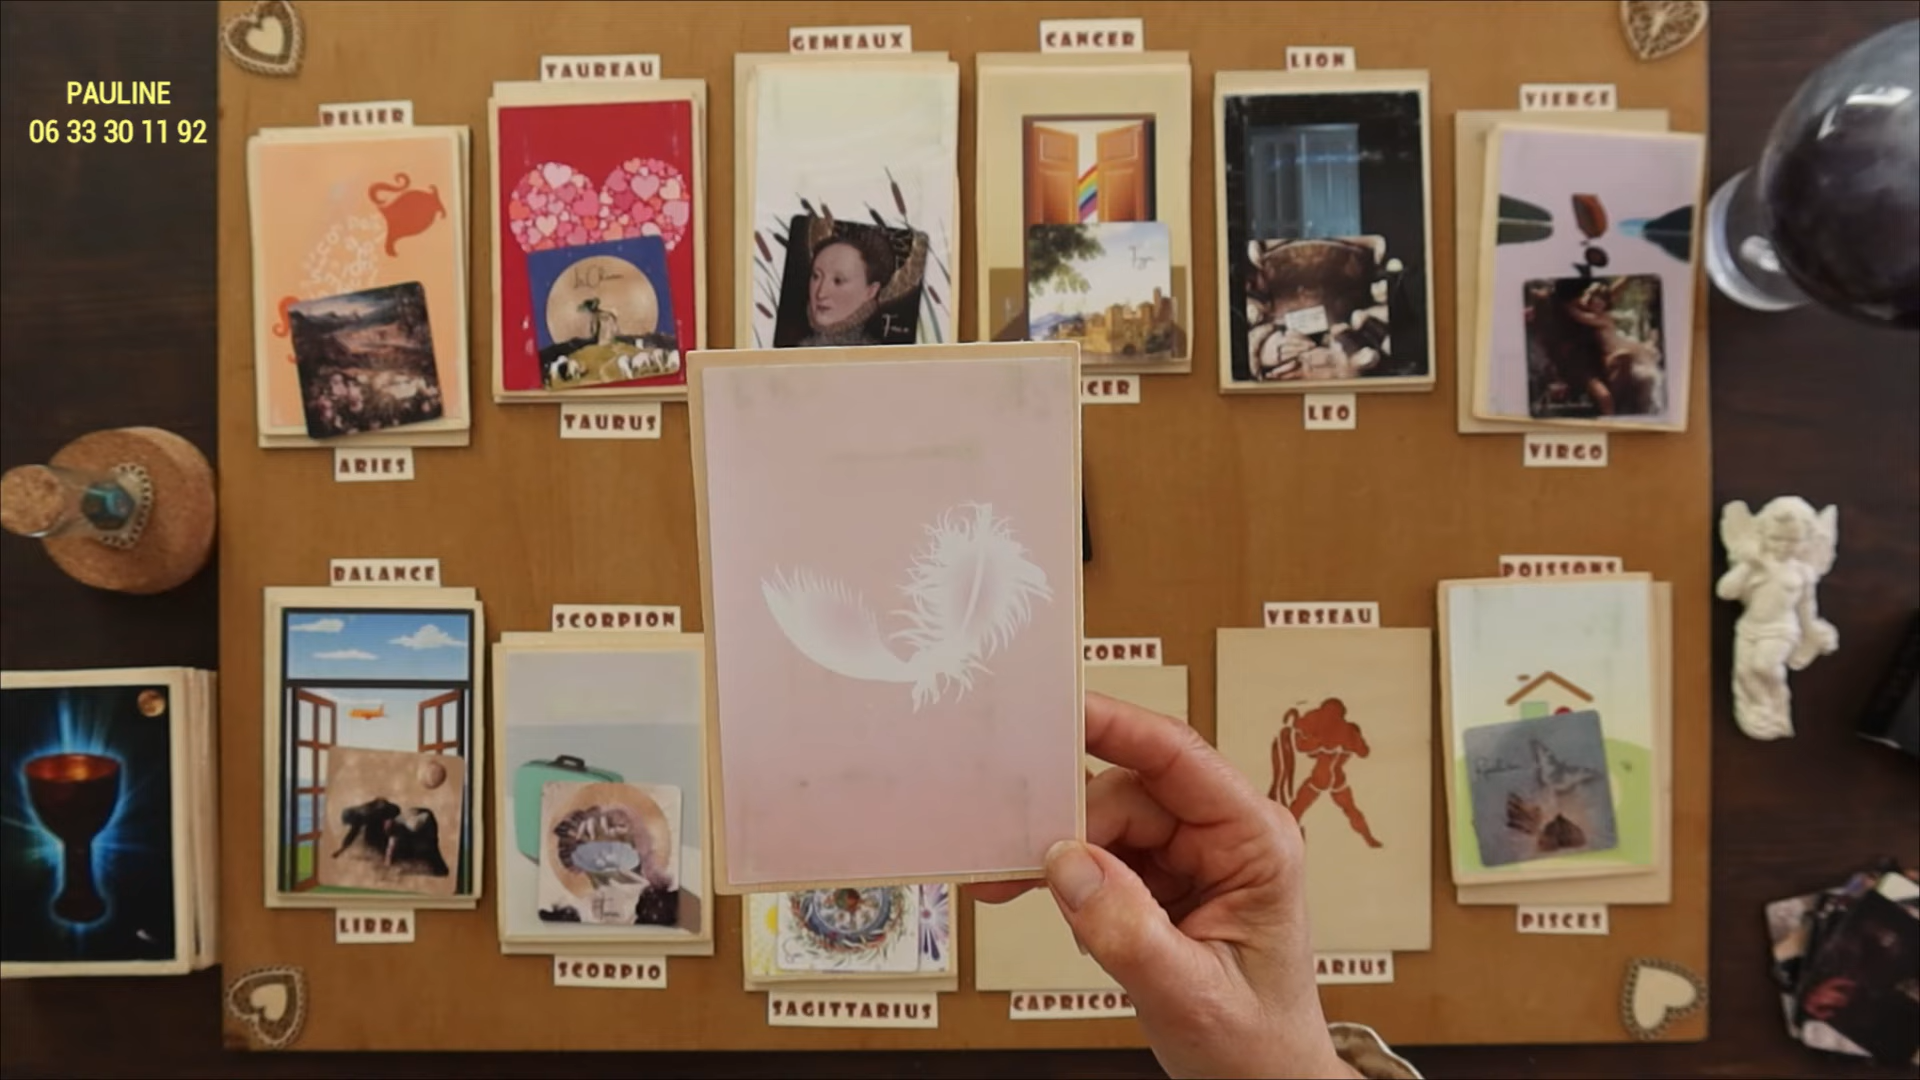 PAULINE
06 33 30 11 92
BELIER
TAUREAU
GEMEAUX
CANCER
LION
VIERGE
ARIES
TAURUS
CER
LEO
VIRGO
BALANCE
SCORPION
CORNE
VERSEAU
POISSONS
LIBRA
SCORPIO
SAGITTARIUS
CAPRICOR
ARIUS
PISCES